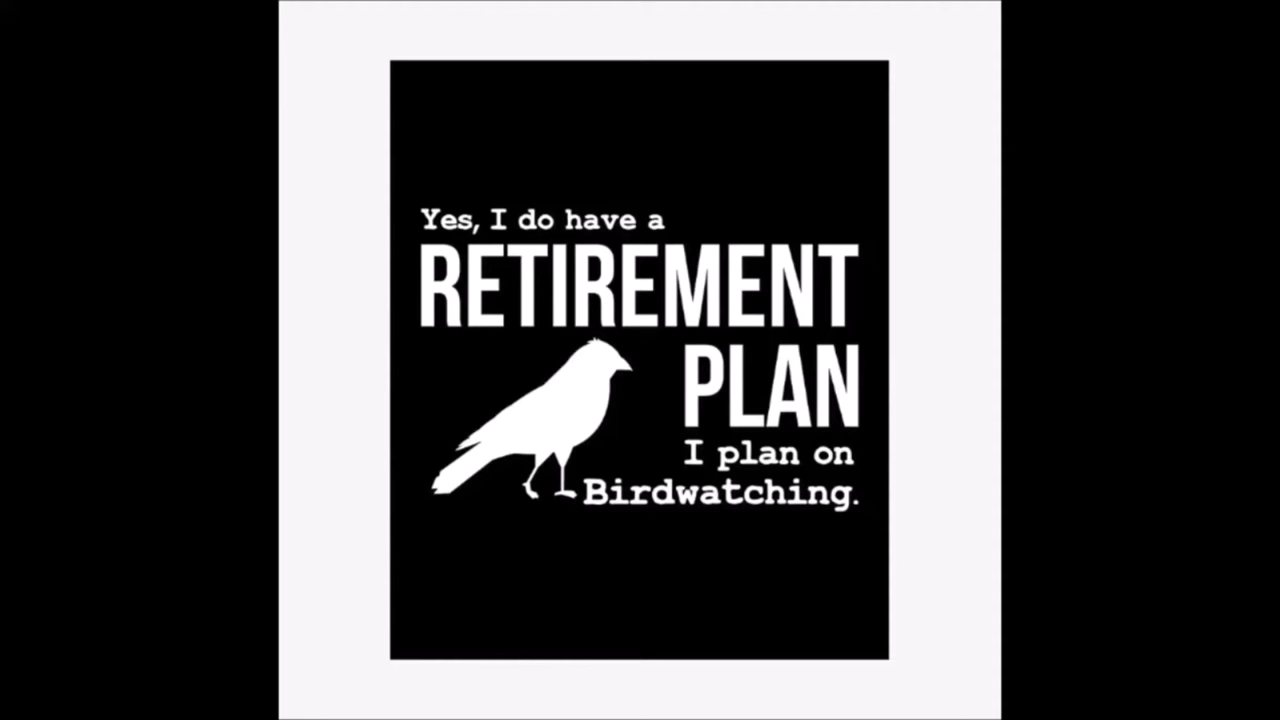 Yes, I do have a
RETIREMENT
PLAN
I plan on
Birdwatching.